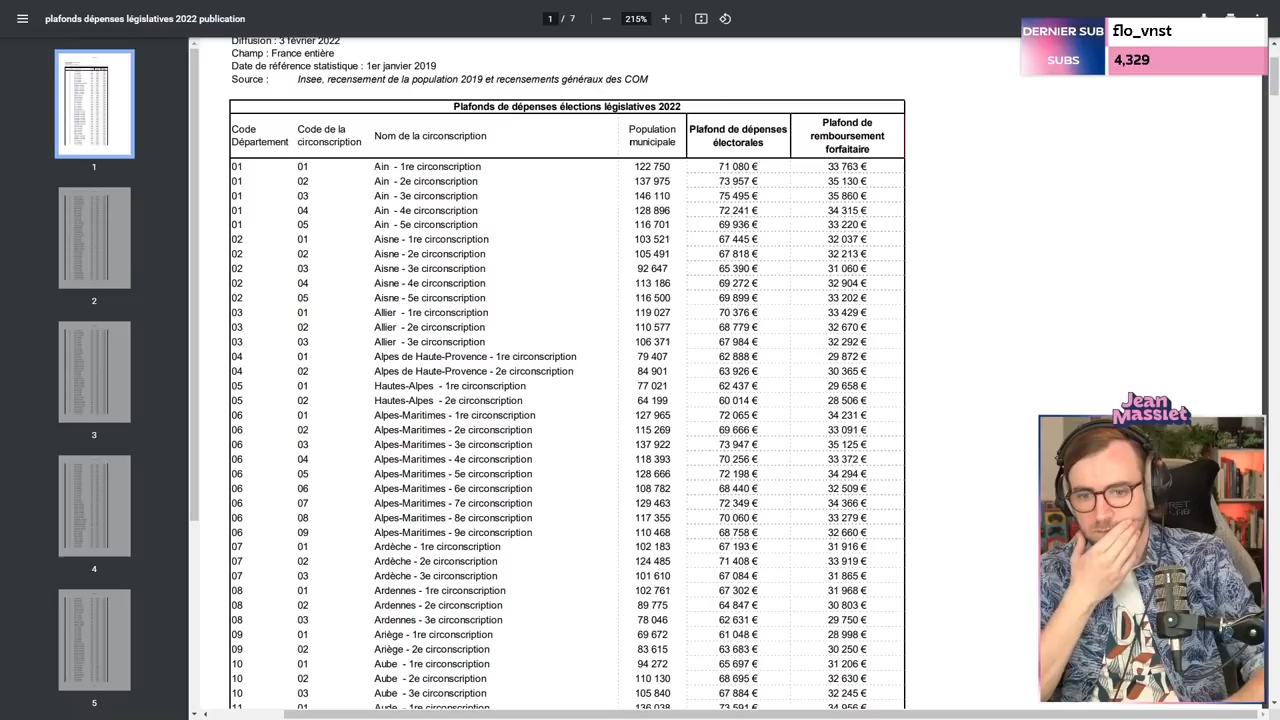 plafonds dépenses législatives 2022 publication
1 / 7
215%
DERNIER SUB flo_vnst
SUBS 4,329
Diffusion : 3 février 2022
Champ : France entière
Date de référence statistique : 1er janvier 2019
Source : Insee, recensement de la population 2019 et recensements généraux des COM
Plafonds de dépenses élections législatives 2022
Code Département Code de la circonscription Nom de la circonscription Population municipale Plafond de dépenses électorales Plafond de remboursement forfaitaire
01 01 Ain - 1re circonscription 122 750 71 080 € 33 763 €
01 02 Ain - 2e circonscription 137 975 73 957 € 35 130 €
01 03 Ain - 3e circonscription 146 110 75 495 € 35 860 €
01 04 Ain - 4e circonscription 128 896 72 241 € 34 315 €
01 05 Ain - 5e circonscription 116 701 69 936 € 33 220 €
02 01 Aisne - 1re circonscription 103 521 67 445 € 32 037 €
02 02 Aisne - 2e circonscription 105 491 67 818 € 32 213 €
02 03 Aisne - 3e circonscription 92 647 65 390 € 31 060 €
02 04 Aisne - 4e circonscription 113 186 69 272 € 32 904 €
02 05 Aisne - 5e circonscription 116 500 69 899 € 33 202 €
03 01 Allier - 1re circonscription 119 027 70 376 € 33 429 €
03 02 Allier - 2e circonscription 110 577 68 779 € 32 670 €
03 03 Allier - 3e circonscription 106 371 67 984 € 32 292 €
04 01 Alpes de Haute-Provence - 1re circonscription 79 407 62 888 € 29 872 €
04 02 Alpes de Haute-Provence - 2e circonscription 84 901 63 926 € 30 365 €
05 01 Hautes-Alpes - 1re circonscription 77 021 62 437 € 29 658 €
05 02 Hautes-Alpes - 2e circonscription 64 199 60 014 € 28 506 €
06 01 Alpes-Maritimes - 1re circonscription 127 965 72 065 € 34 231 €
06 02 Alpes-Maritimes - 2e circonscription 115 269 69 666 € 33 091 €
06 03 Alpes-Maritimes - 3e circonscription 137 922 73 947 € 35 125 €
06 04 Alpes-Maritimes - 4e circonscription 118 393 70 256 € 33 372 €
06 05 Alpes-Maritimes - 5e circonscription 128 666 72 198 € 34 294 €
06 06 Alpes-Maritimes - 6e circonscription 108 782 68 440 € 32 509 €
06 07 Alpes-Maritimes - 7e circonscription 129 463 72 349 € 34 366 €
06 08 Alpes-Maritimes - 8e circonscription 117 355 70 060 € 33 279 €
06 09 Alpes-Maritimes - 9e circonscription 110 468 68 758 € 32 660 €
07 01 Ardèche - 1re circonscription 102 183 67 193 € 31 916 €
07 02 Ardèche - 2e circonscription 124 485 71 408 € 33 919 €
07 03 Ardèche - 3e circonscription 101 610 67 084 € 31 865 €
08 01 Ardennes - 1re circonscription 102 761 67 302 € 31 968 €
08 02 Ardennes - 2e circonscription 89 775 64 847 € 30 803 €
08 03 Ardennes - 3e circonscription 78 046 62 631 € 29 750 €
09 01 Ariège - 1re circonscription 69 672 61 048 € 28 998 €
09 02 Ariège - 2e circonscription 83 615 63 683 € 30 250 €
10 01 Aube - 1re circonscription 94 272 65 697 € 31 206 €
10 02 Aube - 2e circonscription 110 130 68 695 € 32 630 €
10 03 Aube - 3e circonscription 105 840 67 884 € 32 245 €
11 01 Aude - 1re circonscription 136 038 73 591 € 34 956 €
1
2
3
4
5
Jean
Massiet